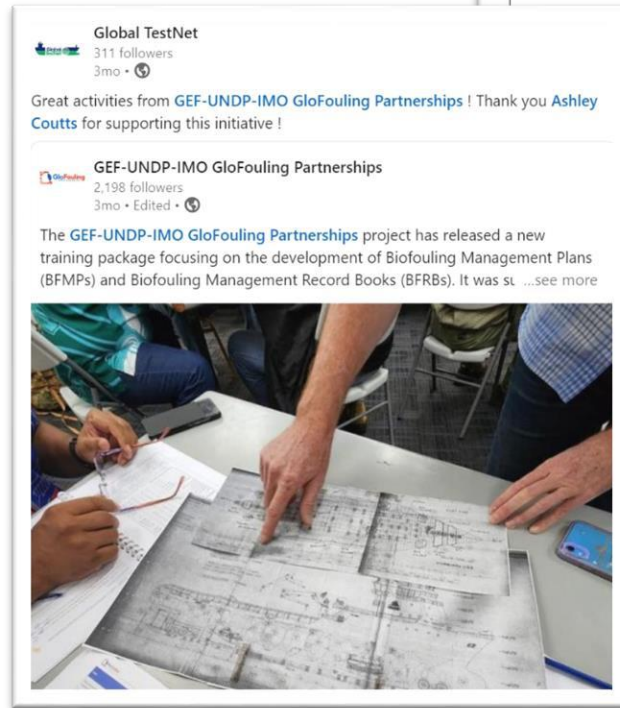 Global TestNet
311 followers
3mo •
Great activities from GEF-UNDP-IMO GloFouling Partnerships ! Thank you Ashley
Coutts for supporting this initiative !
GloFouling
GEF-UNDP-IMO GloFouling Partnerships
2,198 followers
3mo • Edited •
The GEF-UNDP-IMO GloFouling Partnerships project has released a new
training package focusing on the development of Biofouling Management Plans
(BFMPs) and Biofouling Management Record Books (BFRBs). It was su ...see more